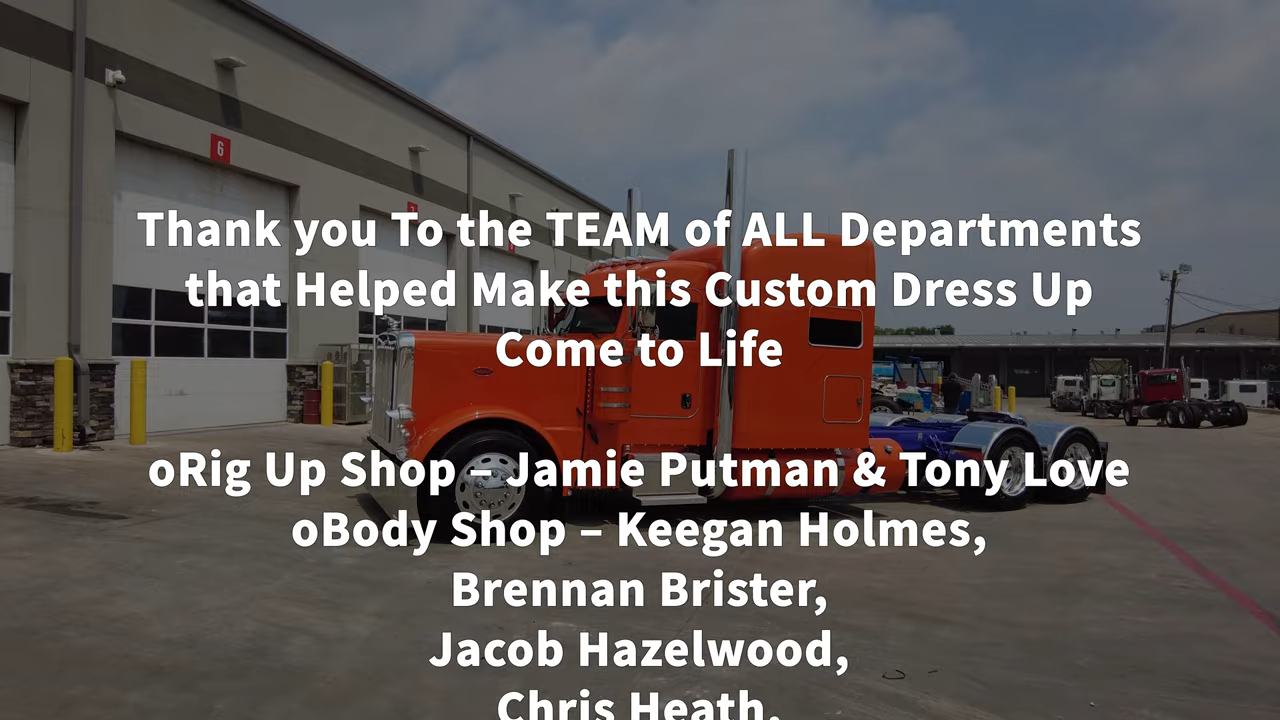 6
Thank you To the TEAM of ALL Departments
that Helped Make this Custom Dress Up
Come to Life
oRig Up Shop – Jamie Putman & Tony Love
oBody Shop – Keegan Holmes,
Brennan Brister,
Jacob Hazelwood,
Chris Heath,